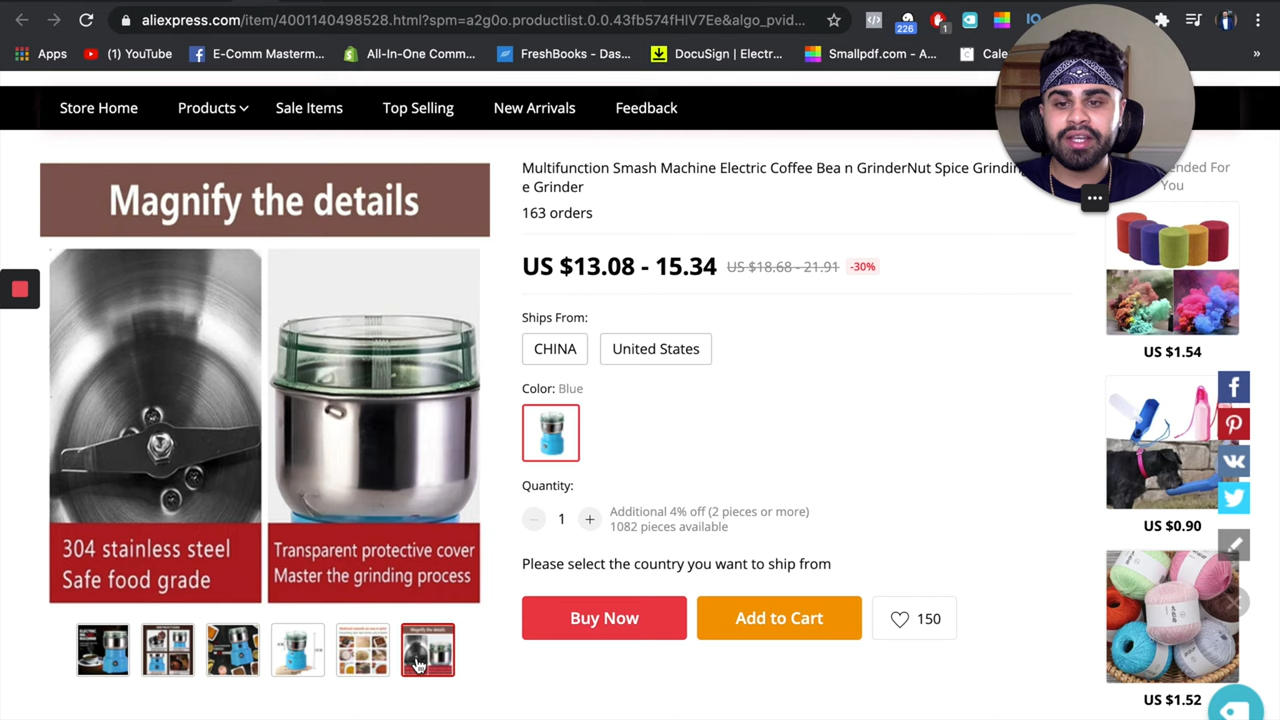 aliexpress.com/item/4001140498528.html?spm=a2g0o.productlist.0.0.43fb574fHlV7Ee&algo_pvid...
226
1
Apps
(1) YouTube
E-Comm Masterm...
All-In-One Comm...
FreshBooks - Das...
DocuSign | Electr...
Smallpdf.com - A...
Cale
»
Store Home
Products
Sale Items
Top Selling
New Arrivals
Feedback
Magnify the details
304 stainless steel
Safe food grade
Transparent protective cover
Master the grinding process
Multifunction Smash Machine Electric Coffee Bea n GrinderNut Spice Grinding
e Grinder
163 orders
US $13.08 - 15.34
US $18.68 - 21.91
-30%
Ships From:
CHINA
United States
Color: Blue
Quantity:
1
Additional 4% off (2 pieces or more)
1082 pieces available
Please select the country you want to ship from
Buy Now
Add to Cart
150
ended For
You
US $1.54
US $0.90
US $1.52